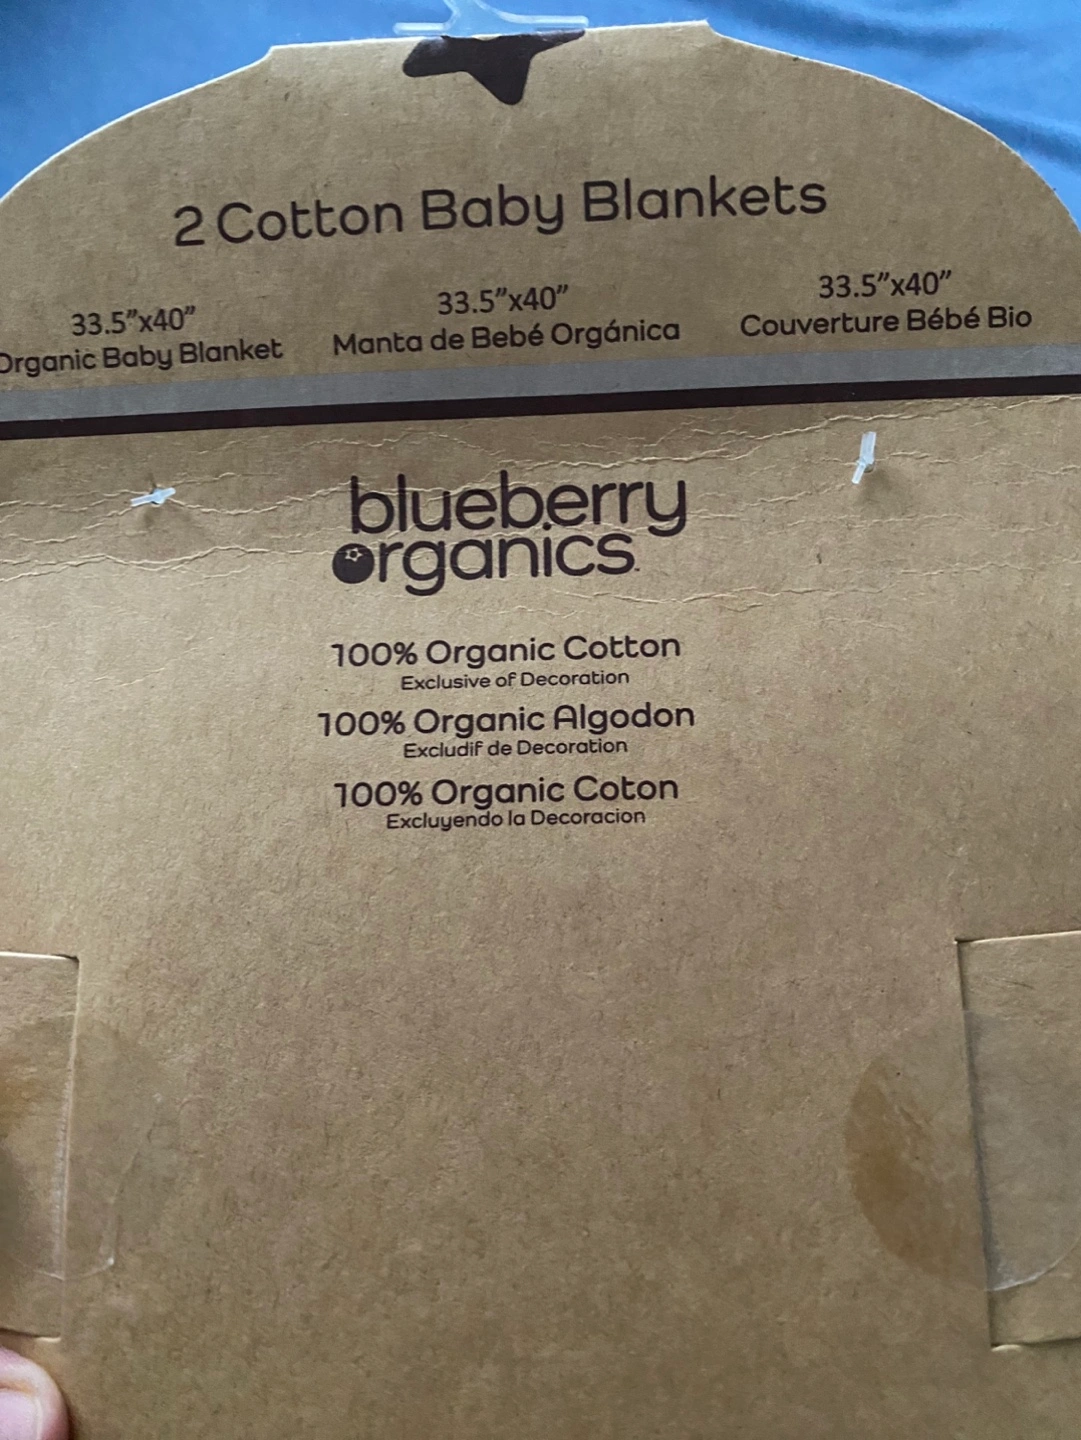 2 Cotton Baby Blankets
33.5"x40"
Organic Baby Blanket
33.5"x40"
Manta de Bebé Orgánica
33.5"x40"
Couverture Bébé Bio
blueberry
organics
100% Organic Cotton
Exclusive of Decoration
100% Organic Algodon
Excludif de Decoration
100% Organic Coton
Excluyendo la Decoracion